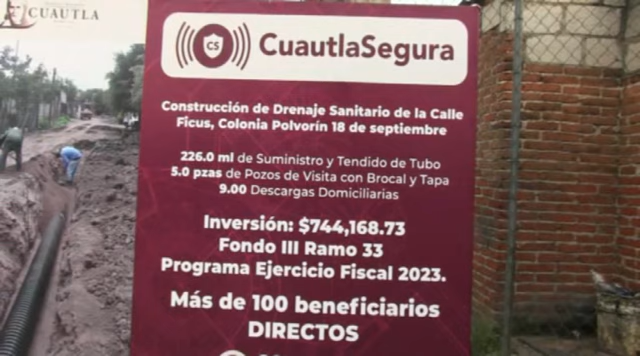 CUAUTLA
CS
CuautlaSegura
Construcción de Drenaje Sanitario de la Calle
Ficus, Colonia Polvorín 18 de septiembre
226.0 ml de Suministro y Tendido de Tubo
5.0 pzas de Pozos de Visita con Brocal y Tapa
9.00 Descargas Domiciliarias
Inversión: $744,168.73
Fondo III Ramo 33
Programa Ejercicio Fiscal 2023.
Más de 100 beneficiarios
DIRECTOS